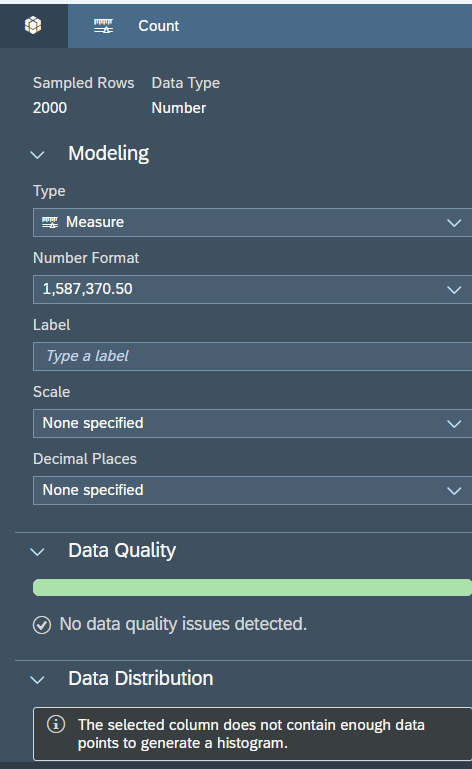 Count
Sampled Rows Data Type
2000 Number
Modeling
Type
Measure
Number Format
1,587,370.50
Label
Type a label
Scale
None specified
Decimal Places
None specified
Data Quality
No data quality issues detected.
Data Distribution
The selected column does not contain enough data
points to generate a histogram.